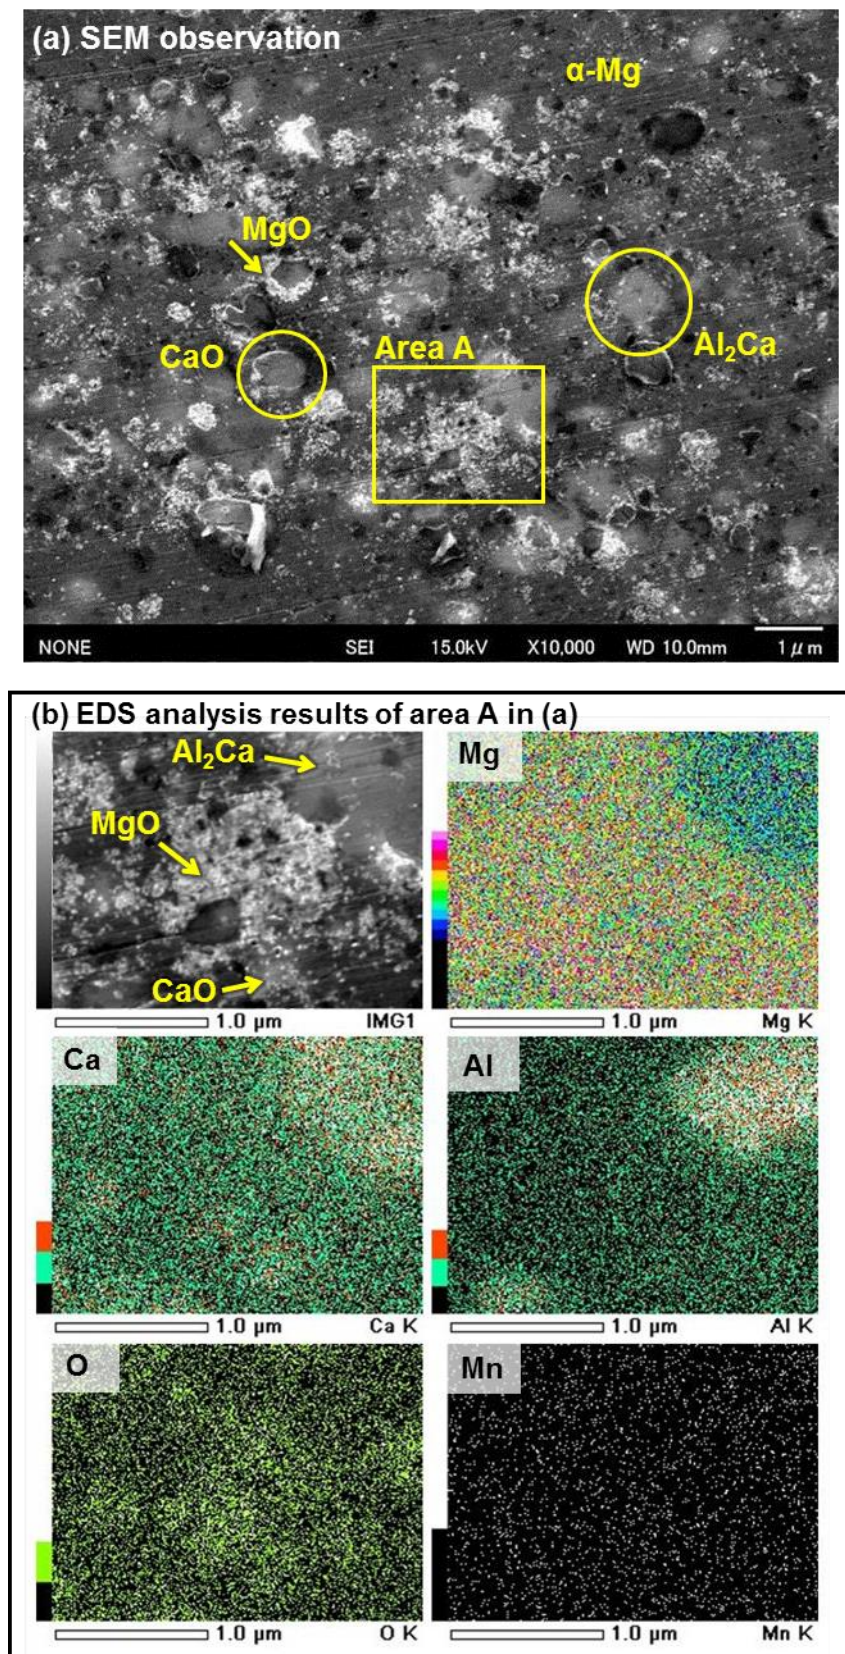 (a) SEM observation
α-Mg
MgO
CaO
Area A
Al₂Ca
NONE SEI 15.0kV X10,000 WD 10.0mm 1 μm
(b) EDS analysis results of area A in (a)
Al₂Ca
MgO
CaO
1.0 μm IMG1
Mg
1.0 μm Mg K
Ca
1.0 μm Ca K
Al
1.0 μm Al K
O
1.0 μm O K
Mn
1.0 μm Mn K